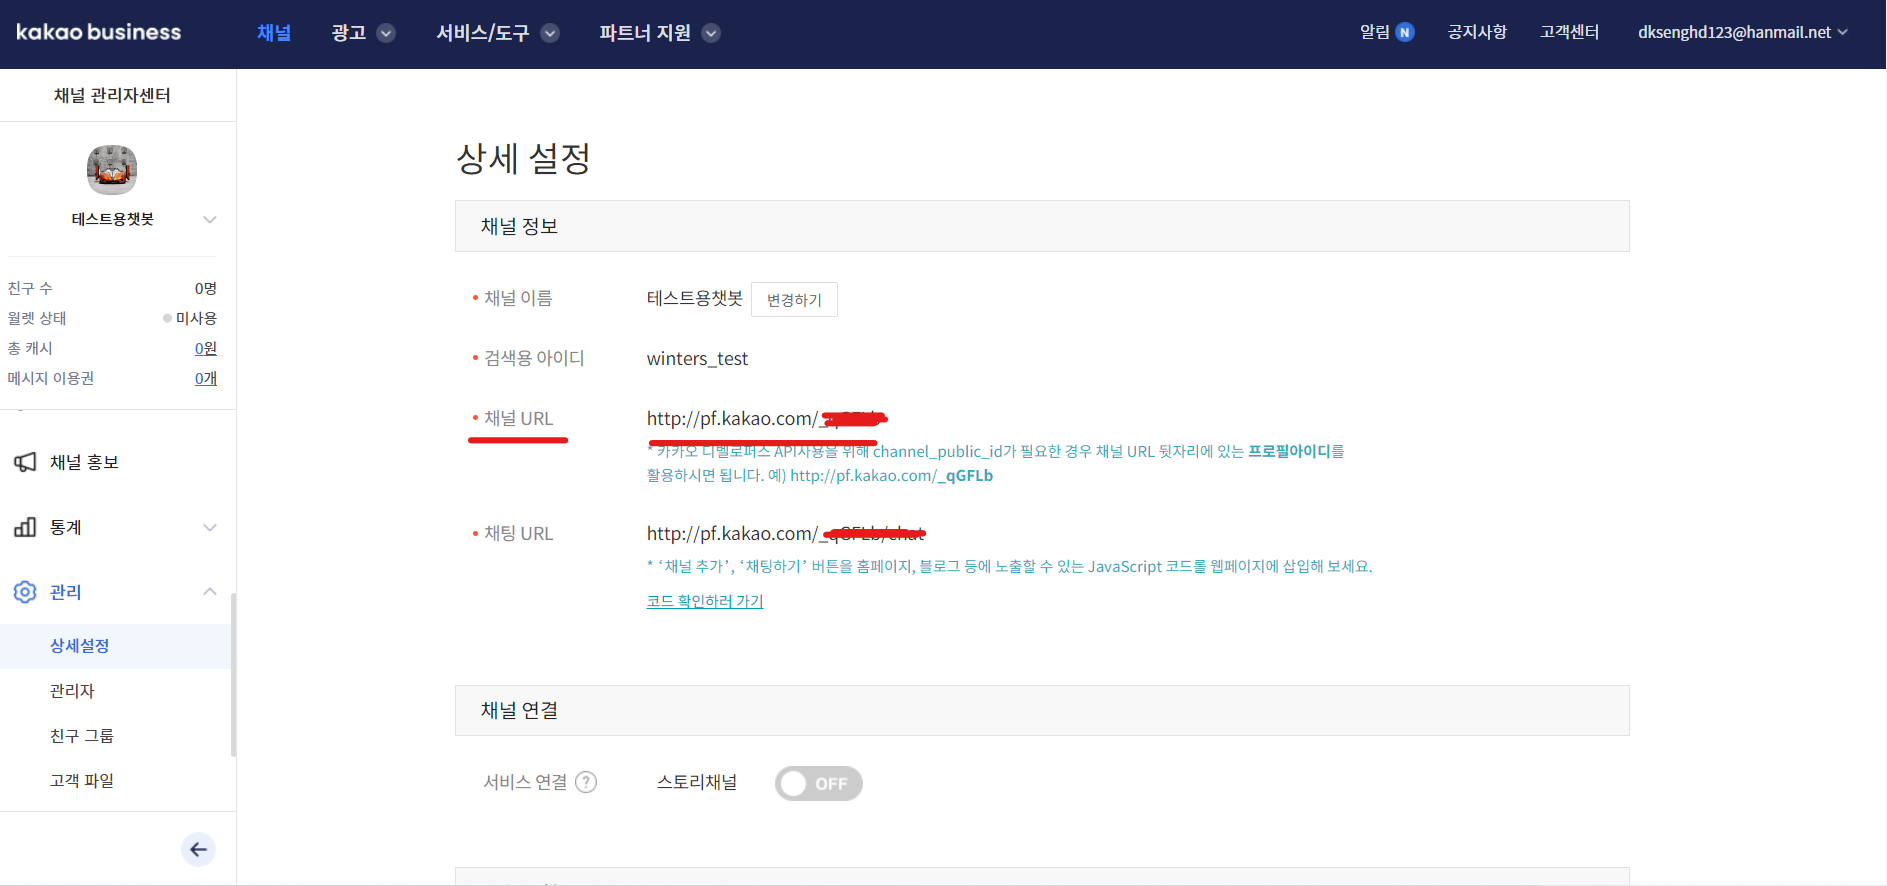 kakao business
채널
광고
서비스/도구
파트너 지원
알림 N
공지사항
고객센터
dksenghd123@hanmail.net
채널 관리자센터
테스트용챗봇
친구 수 0명
월렛 상태 미사용
총 캐시 0원
메시지 이용권 0개
채널 홍보
통계
관리
상세설정
관리자
친구 그룹
고객 파일
상세 설정
채널 정보
• 채널 이름 테스트용챗봇 변경하기
• 검색용 아이디 winters_test
• 채널 URL http://pf.kakao.com/
* 카카오 디벨로퍼스 API사용을 위해 channel_public_id가 필요한 경우 채널 URL 뒷자리에 있는 프로필아이디를
활용하시면 됩니다. 예) http://pf.kakao.com/_qGFLb
• 채팅 URL http://pf.kakao.com/
* ‘채널 추가’, ‘채팅하기’ 버튼을 홈페이지, 블로그 등에 노출할 수 있는 JavaScript 코드를 웹페이지에 삽입해 보세요.
코드 확인하러 가기
채널 연결
서비스 연결 ? 스토리채널 OFF